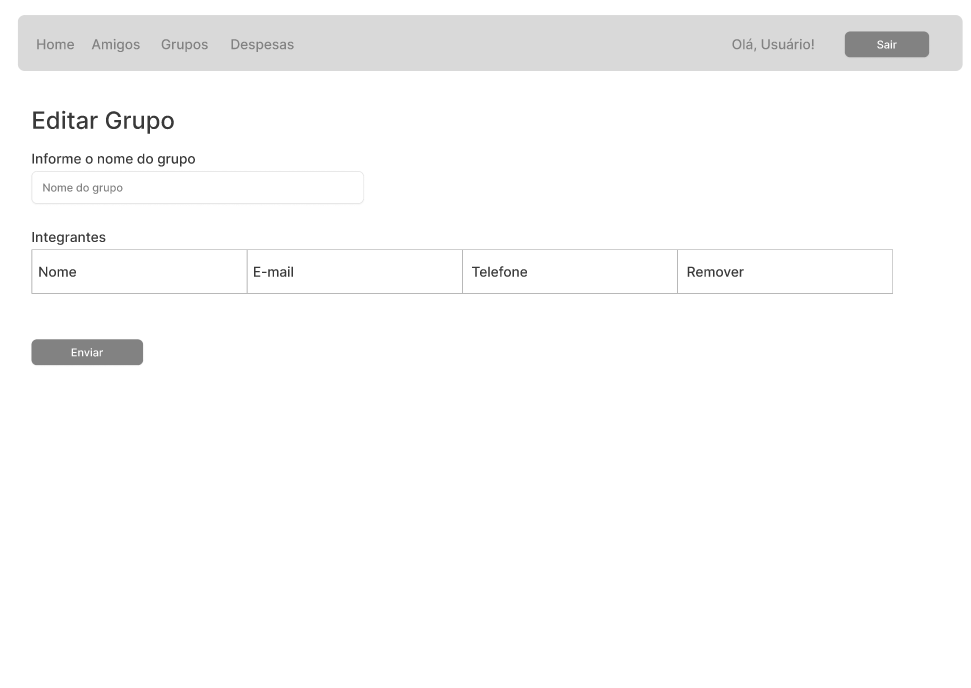 Home Amigos Grupos Despesas Olá, Usuário! Sair
Editar Grupo
Informe o nome do grupo
Nome do grupo
Integrantes
Nome E-mail Telefone Remover
Enviar